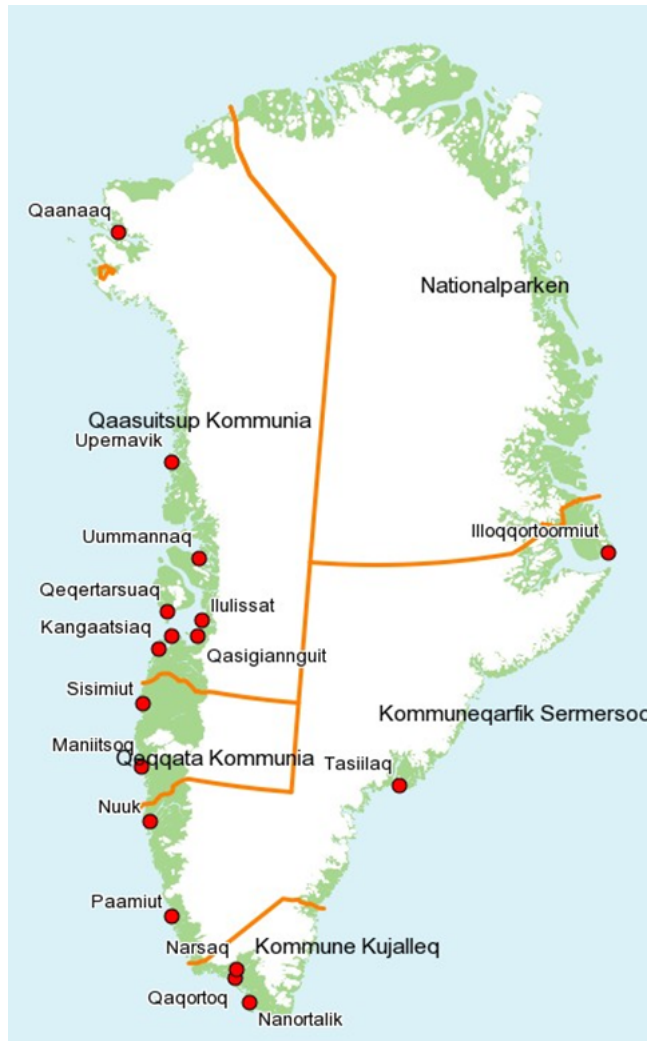 Qaanaaq
Nationalparken
Qaasuitsup Kommunia
Upernavik
Illoqqortoormiut
Uummannaq
Qeqertarsuaq
Ilulissat
Kangaatsiaq
Qasigiannguit
Sisimiut
Kommuneqarfik Sermersooq
Maniitsoq
Qeqqata Kommunia
Tasiilaq
Nuuk
Paamiut
Narsaq
Kommune Kujalleq
Qaqortoq
Nanortalik